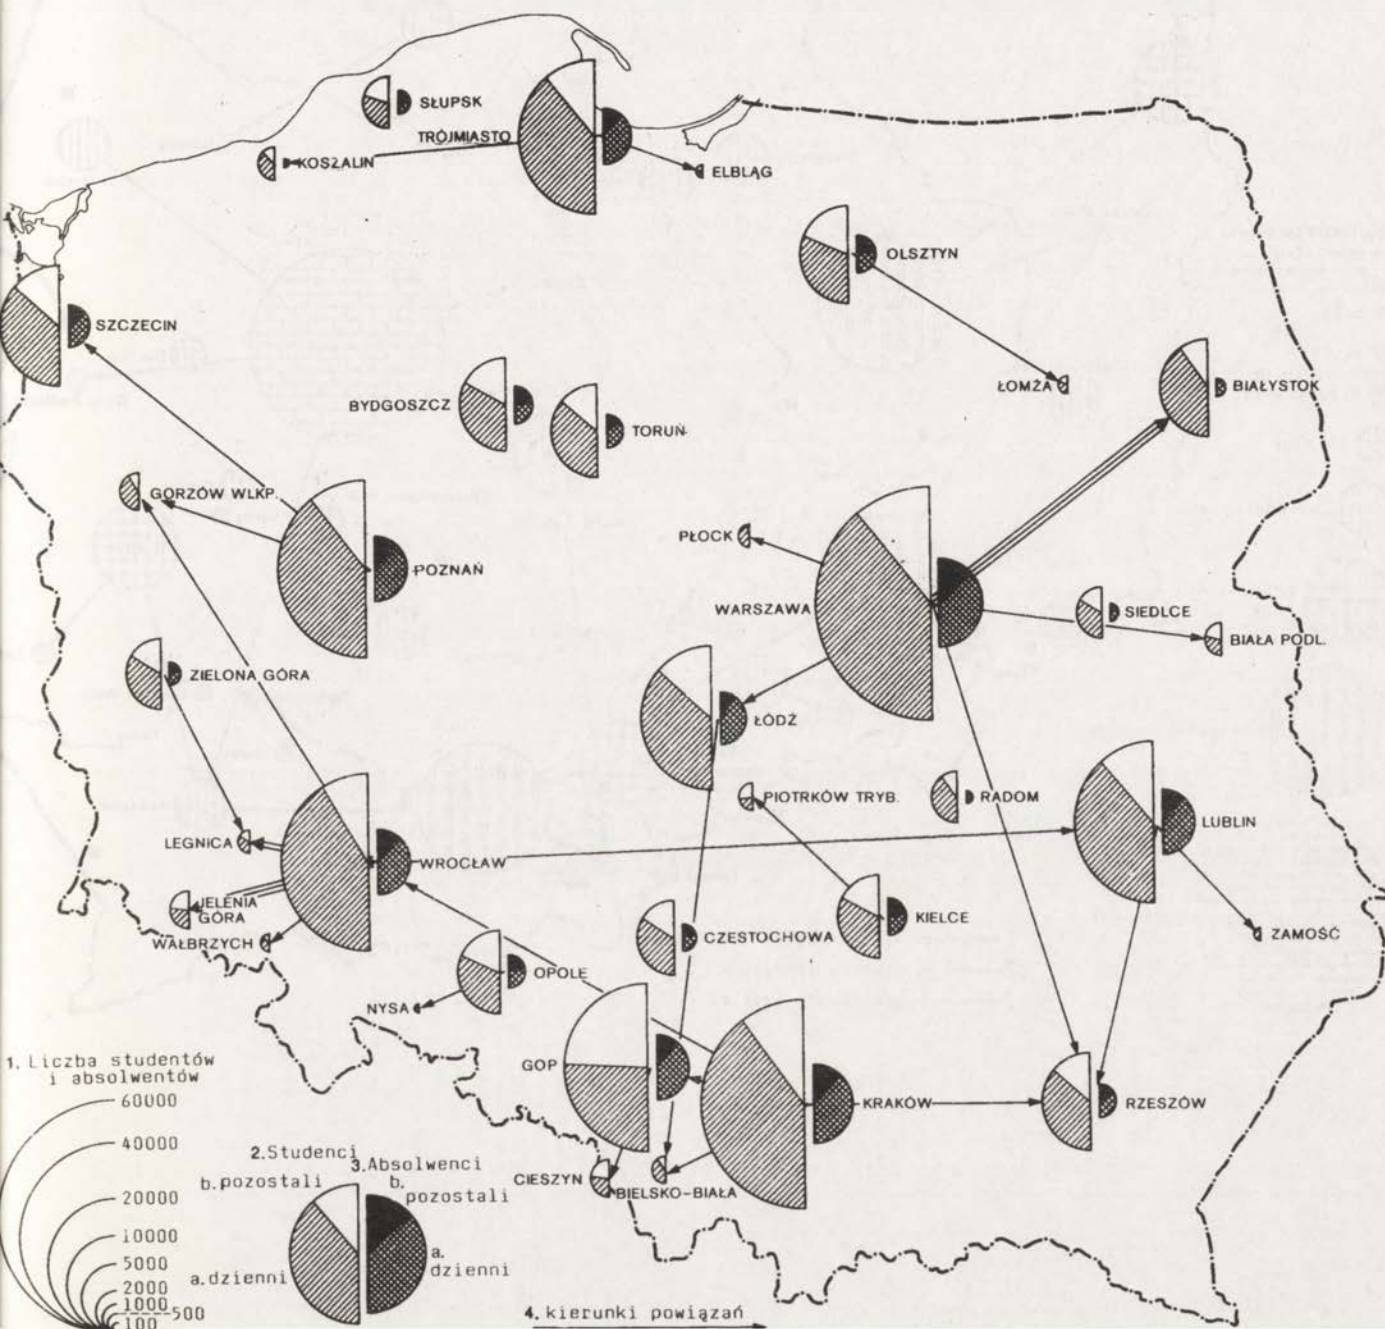 SŁUPSK
TRÓJMIASTO
KOSZALIN
ELBLĄG
OLSZTYN
SZCZECIN
ŁOMŻA
BIAŁYSTOK
BYDGOSZCZ
TORUŃ
GORZÓW WLKP.
PŁOCK
POZNAŃ
WARSZAWA
SIEDLCE
BIAŁA PODL.
ZIELONA GÓRA
ŁÓDŹ
PIOTRKÓW TRYB.
RADOM
LUBLIN
LEGNICA
WROCŁAW
JELENIA
GÓRA
WAŁBRZYCH
CZESTOCHOWA
KIELCE
ZAMOŚĆ
OPOLE
NYSA
GOP
KRAKÓW
RZESZÓW
CIESZYN
BIELSKO-BIAŁA
1. Liczba studentów
i absolwentów
60000
40000
20000
10000
5000
2000
1000
500
100
2.Studenci
b.pozostali
a.dzienni
3.Absolwenci
b.
pozostali
a.
dzienni
4. kierunki powiązań